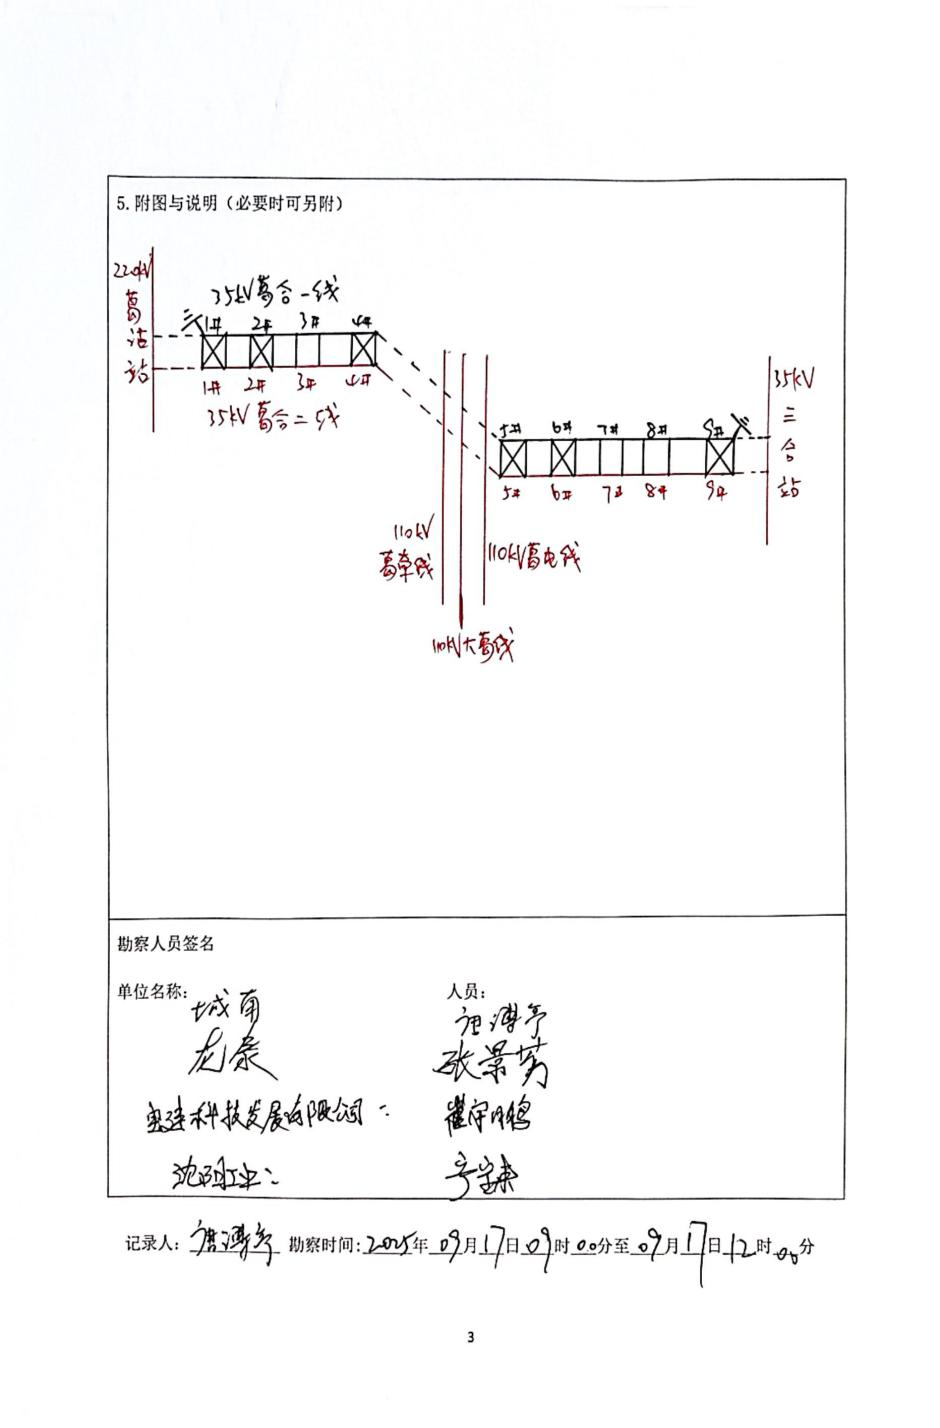 5. 附图与说明（必要时可另附）
220kV
葛
沽
站
35kV葛合一线
三
1# 2# 3# 4#
1# 2# 3# 4#
35kV葛合二线
35kV
三
合
站
5# 6# 7# 8# 9#
5# 6# 7# 8# 9#
110kV
葛牵线
110kV葛电线
110kV大葛线
勘察人员签名
单位名称：
人员：
城南
龙泰
张景芳
科技发展有限公司
记录人： 勘察时间：2025年 09月17日09时00分至09月17日12时00分
3